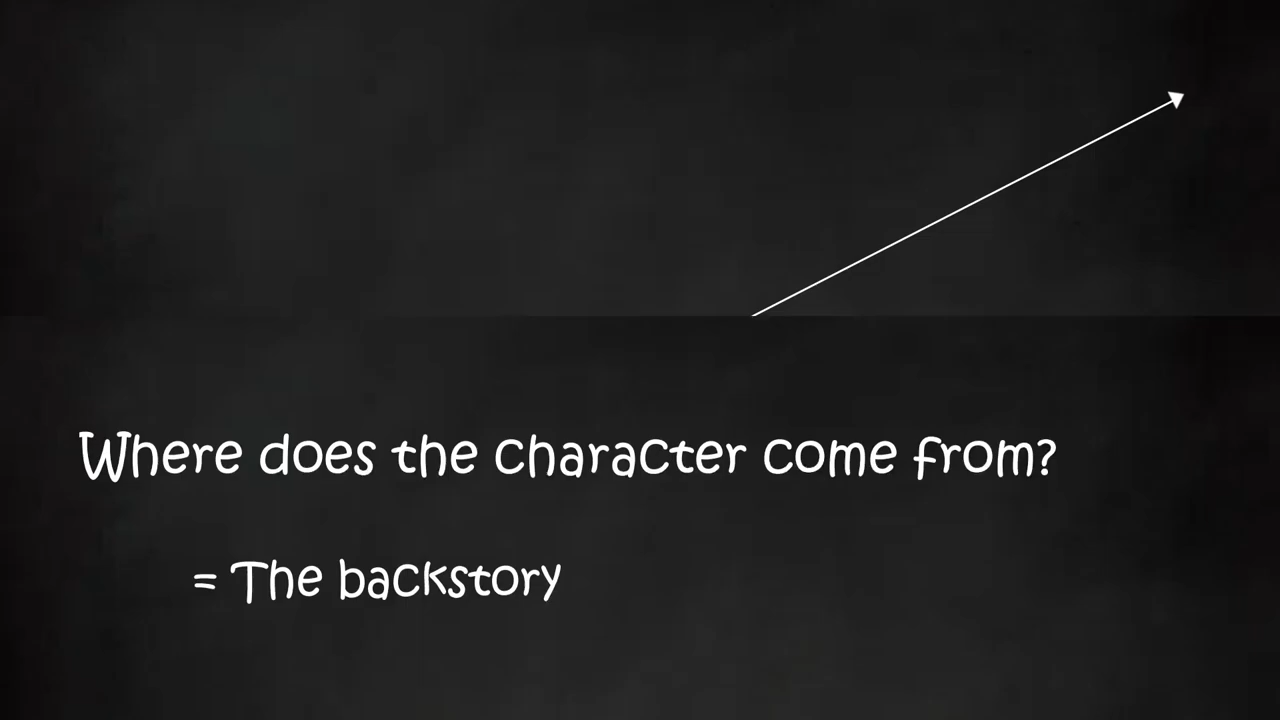 Where does the character come from?
= The backstory